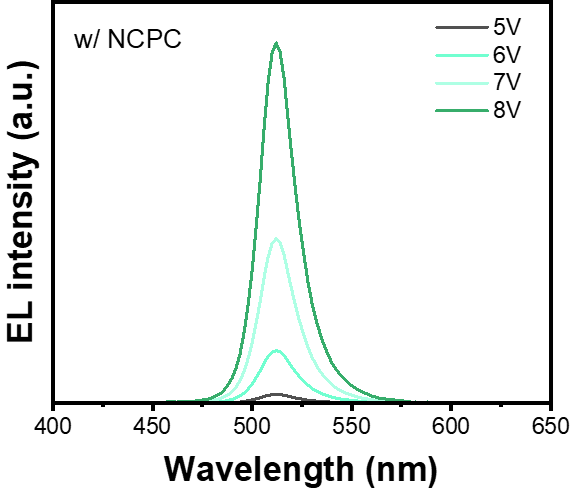 w/ NCPC
5V
6V
7V
8V
EL intensity (a.u.)
400 450 500 550 600 650
Wavelength (nm)